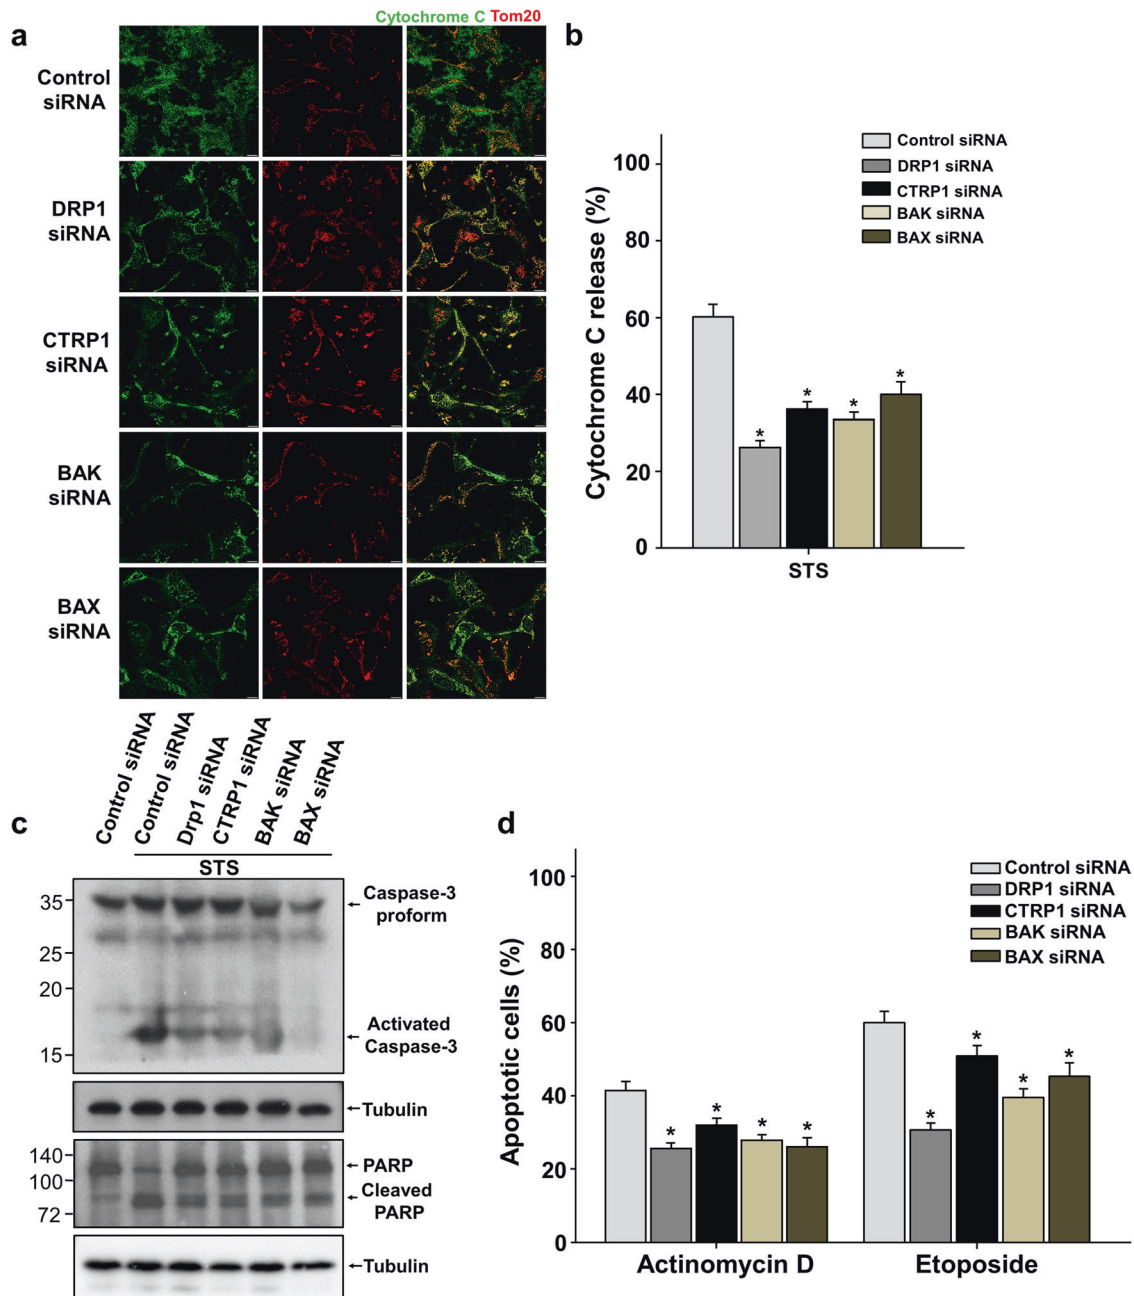 a
Cytochrome C Tom20
Control
siRNA
DRP1
siRNA
CTRP1
siRNA
BAK
siRNA
BAX
siRNA
b
Cytochrome C release (%)
100
80
60
40
20
0
Control siRNA
DRP1 siRNA
CTRP1 siRNA
BAK siRNA
BAX siRNA
*
*
*
*
STS
c
Control siRNA
Control siRNA
Drp1 siRNA
CTRP1 siRNA
BAK siRNA
BAX siRNA
STS
35
25
20
15
←Caspase-3
proform
Activated
←Caspase-3
←Tubulin
140
100
72
←PARP
←Cleaved
PARP
←Tubulin
d
Apoptotic cells (%)
100
80
60
40
20
0
Control siRNA
DRP1 siRNA
CTRP1 siRNA
BAK siRNA
BAX siRNA
*
*
*
*
*
*
*
*
Actinomycin D
Etoposide